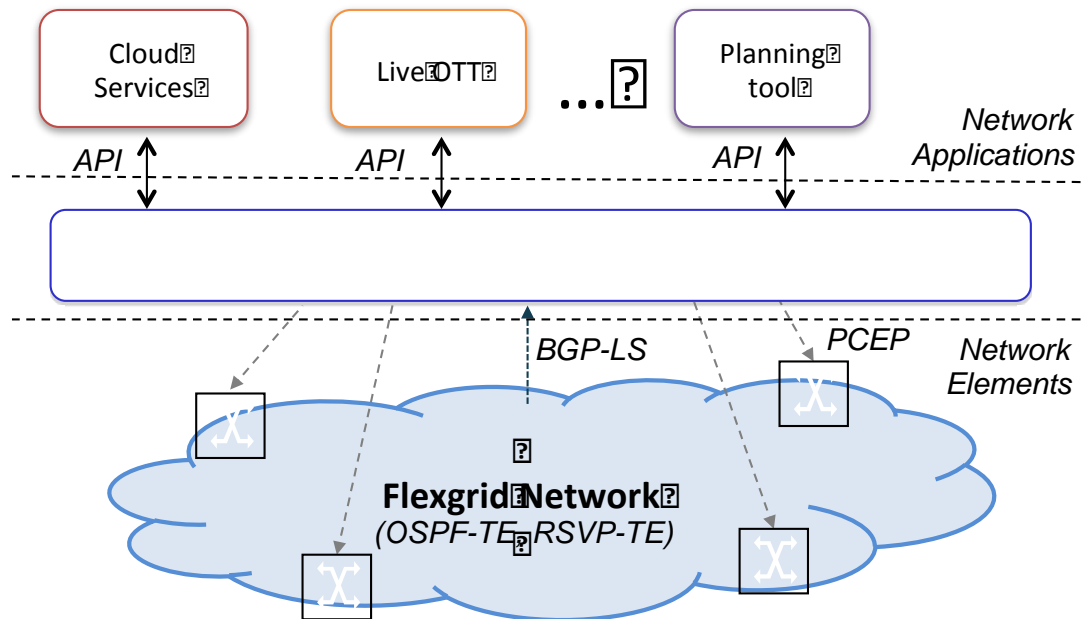 Cloud
Services
Live OTT
...
Planning
tool
Network
Applications
API
API
API
BGP-LS
PCEP
Network
Elements
Flexgrid Network
(OSPF-TE, RSVP-TE)